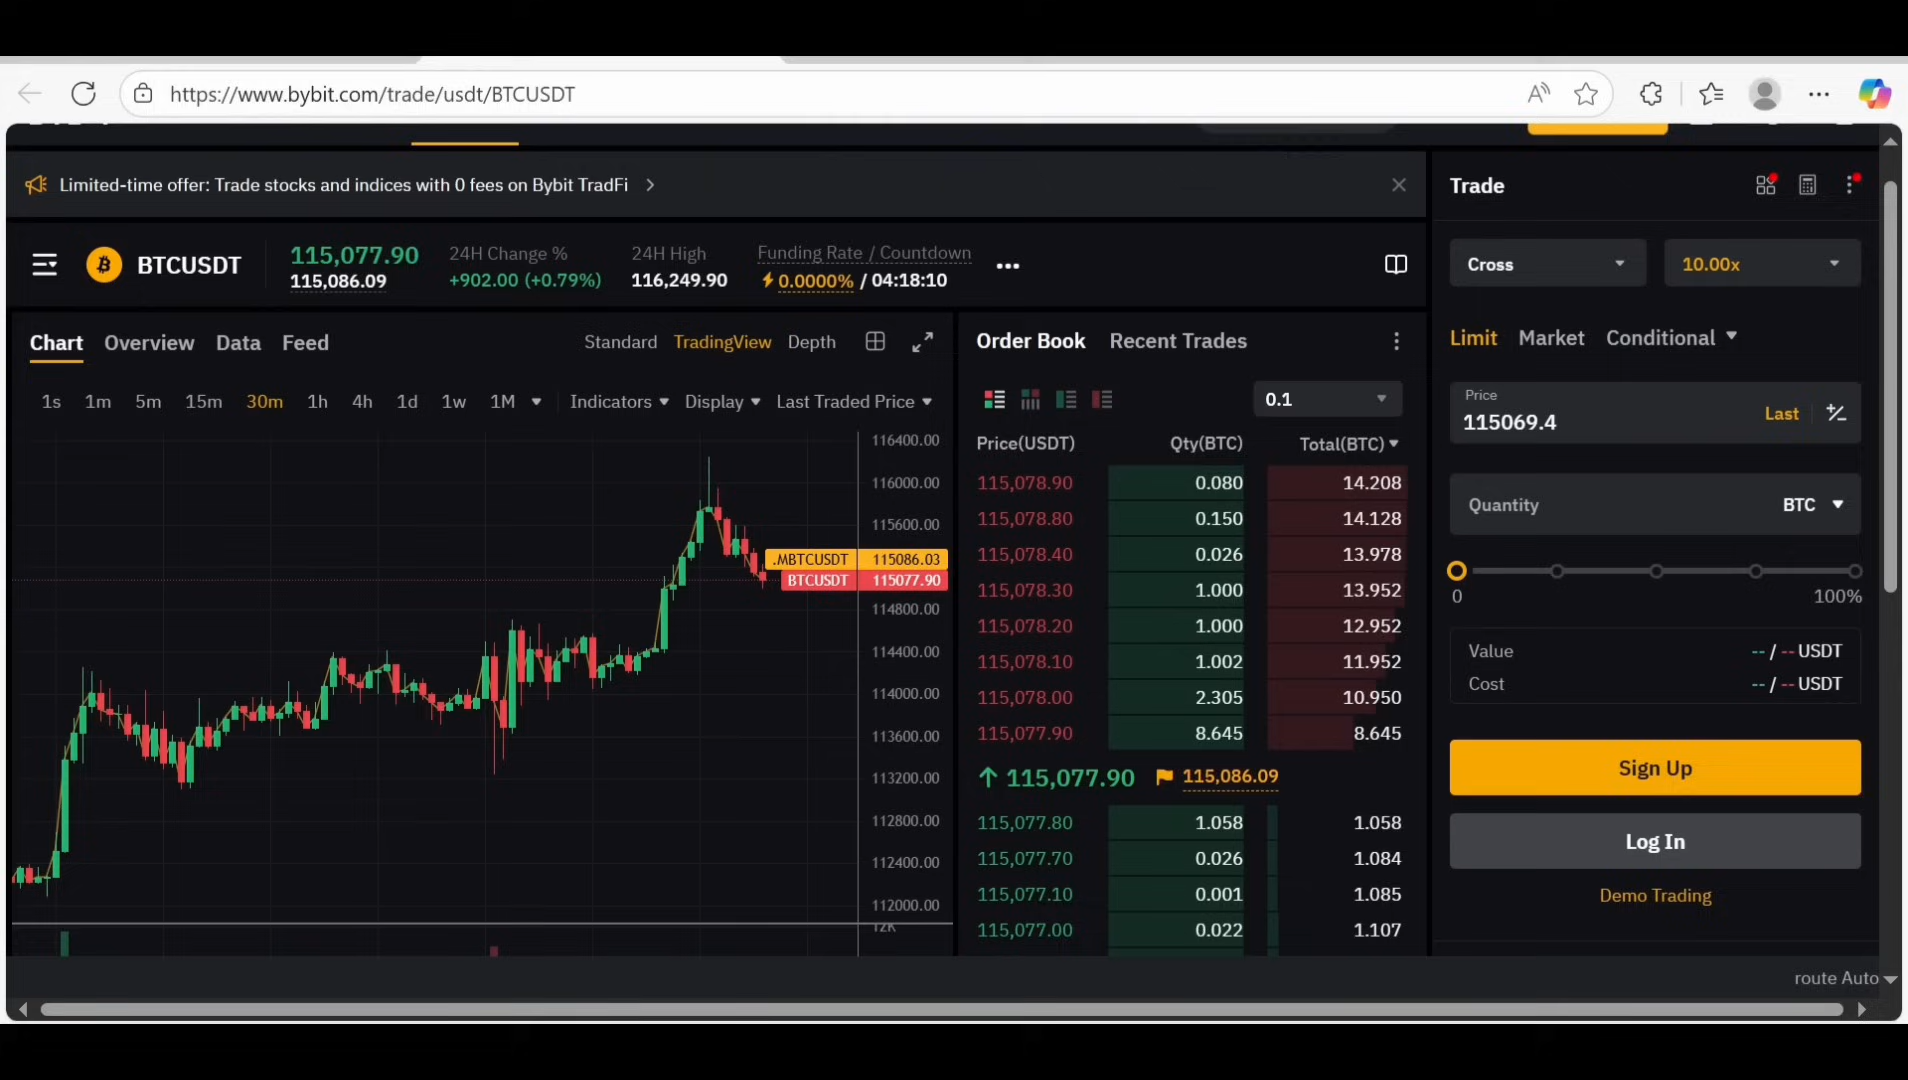 https://www.bybit.com/trade/usdt/BTCUSDT
Limited-time offer: Trade stocks and indices with 0 fees on Bybit TradFi
BTCUSDT
115,077.90
115,086.09
24H Change %
+902.00 (+0.79%)
24H High
116,249.90
Funding Rate / Countdown
0.0000% / 04:18:10
Chart Overview Data Feed
Standard TradingView Depth
1s 1m 5m 15m 30m 1h 4h 1d 1w 1M Indicators Display Last Traded Price
116400.00
116000.00
115600.00
.MBTCUSDT 115086.03
BTCUSDT 115077.90
114800.00
114400.00
114000.00
113600.00
113200.00
112800.00
112400.00
112000.00
12K
Order Book Recent Trades
0.1
Price(USDT) Qty(BTC) Total(BTC)
115,078.90 0.080 14.208
115,078.80 0.150 14.128
115,078.40 0.026 13.978
115,078.30 1.000 13.952
115,078.20 1.000 12.952
115,078.10 1.002 11.952
115,078.00 2.305 10.950
115,077.90 8.645 8.645
115,077.90 115,086.09
115,077.80 1.058 1.058
115,077.70 0.026 1.084
115,077.10 0.001 1.085
115,077.00 0.022 1.107
Trade
Cross 10.00x
Limit Market Conditional
Price
115069.4 Last
Quantity BTC
0 100%
Value -- / -- USDT
Cost -- / -- USDT
Sign Up
Log In
Demo Trading
route Auto